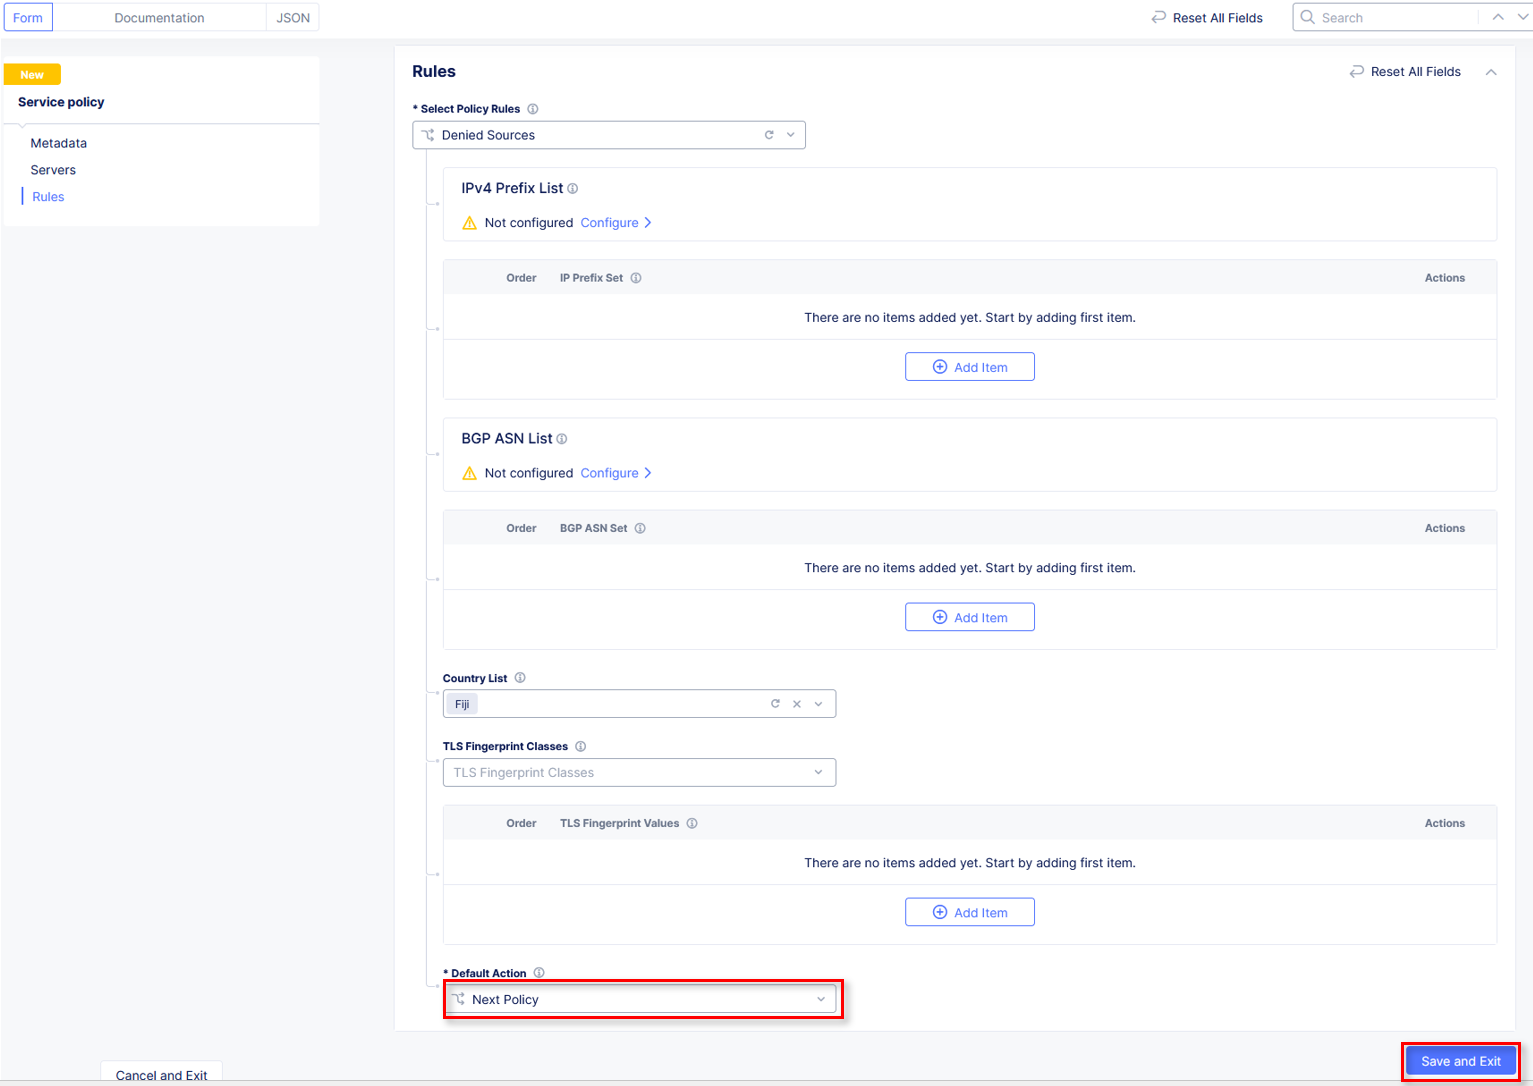 Form
Documentation
JSON
Reset All Fields
Search
New
Service policy
Metadata
Servers
Rules
Rules
Reset All Fields
* Select Policy Rules
Denied Sources
IPv4 Prefix List
Not configured Configure
Order IP Prefix Set Actions
There are no items added yet. Start by adding first item.
Add Item
BGP ASN List
Not configured Configure
Order BGP ASN Set Actions
There are no items added yet. Start by adding first item.
Add Item
Country List
Fiji
TLS Fingerprint Classes
TLS Fingerprint Classes
Order TLS Fingerprint Values Actions
There are no items added yet. Start by adding first item.
Add Item
* Default Action
Next Policy
Cancel and Exit
Save and Exit